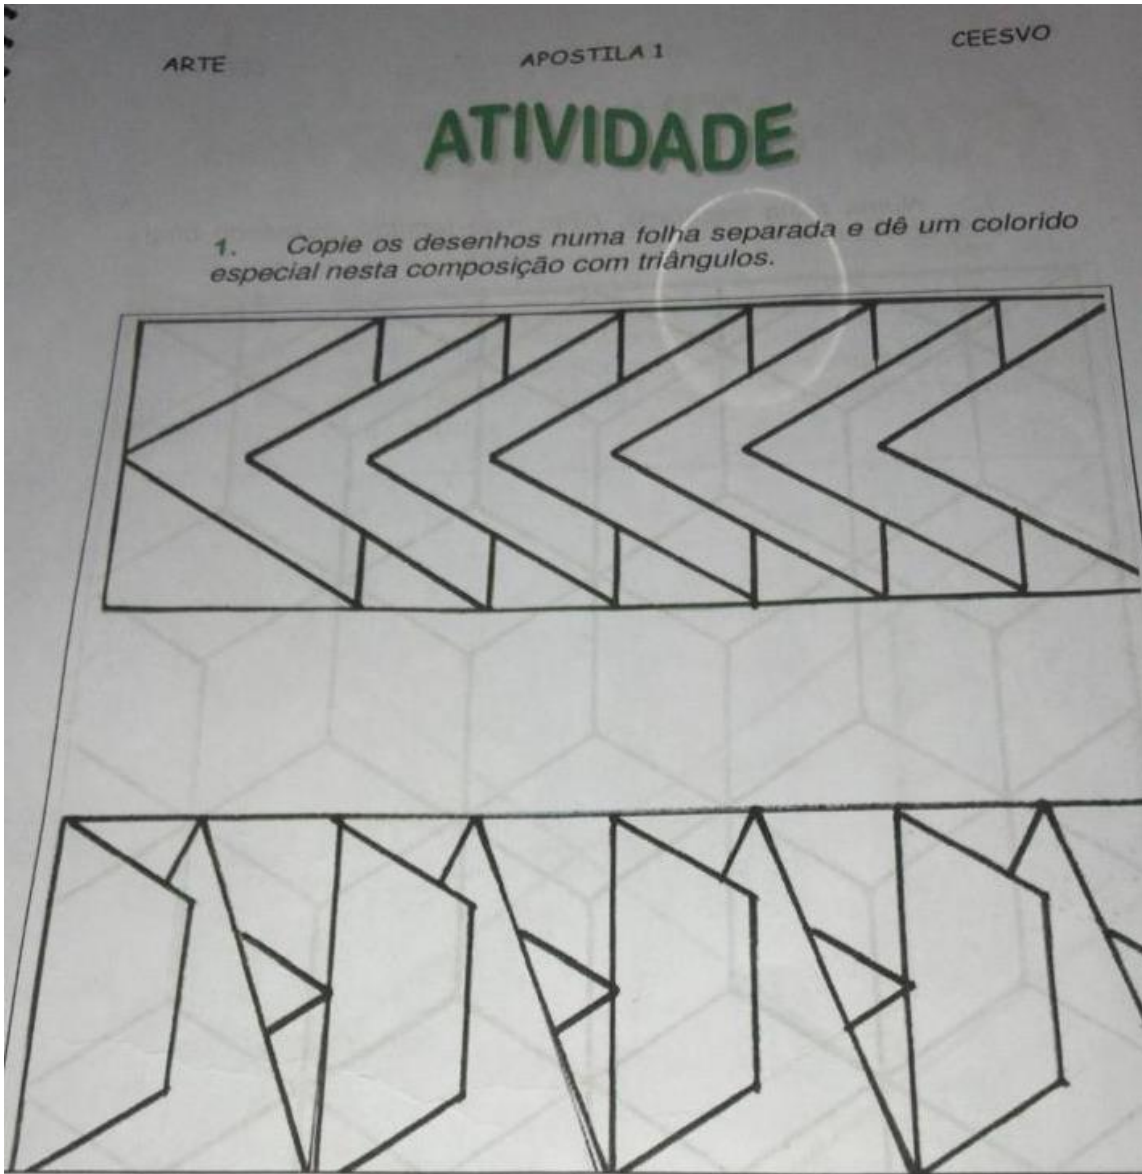 ARTE APOSTILA 1 CEESVO
ATIVIDADE
1. Copie os desenhos numa folha separada e dê um colorido
especial nesta composição com triângulos.